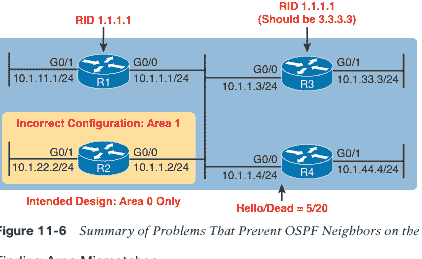 RID 1.1.1.1
RID 1.1.1.1
(Should be 3.3.3.3)
G0/1
G0/0
10.1.11.1/24
R1
10.1.1.1/24
G0/0
G0/1
10.1.1.3/24
R3
10.1.33.3/24
Incorrect Configuration: Area 1
G0/1
G0/0
10.1.22.2/24
R2
10.1.1.2/24
G0/0
G0/1
10.1.1.4/24
R4
10.1.44.4/24
Intended Design: Area 0 Only
Hello/Dead = 5/20
Figure 11-6 Summary of Problems That Prevent OSPF Neighbors on the
Finding Area Mismatches